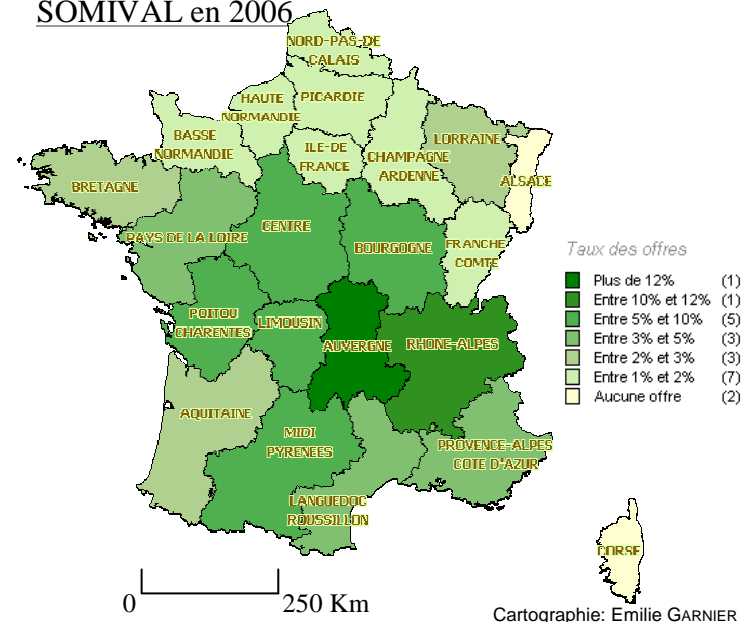 SOMIVAL en 2006
NORD-PAS-DE
CALAIS
HAUTE
NORMANDIE
PICARDIE
BASSE
NORMANDIE
ILE-DE
FRANCE
CHAMPAGNE
ARDENNE
LORRAINE
ALSACE
BRETAGNE
PAYS DE LA LOIRE
CENTRE
BOURGOGNE
FRANCHE
COMTE
POITOU
CHARENTES
LIMOUSIN
AUVERGNE
RHONE-ALPES
AQUITAINE
MIDI
PYRENEES
LANGUEDOC
ROUSSILLON
PROVENCE-ALPES
COTE D'AZUR
CORSE
Taux des offres
Plus de 12% (1)
Entre 10% et 12% (1)
Entre 5% et 10% (5)
Entre 3% et 5% (3)
Entre 2% et 3% (3)
Entre 1% et 2% (7)
Aucune offre (2)
0 250 Km
Cartographie: Emilie GARNIER